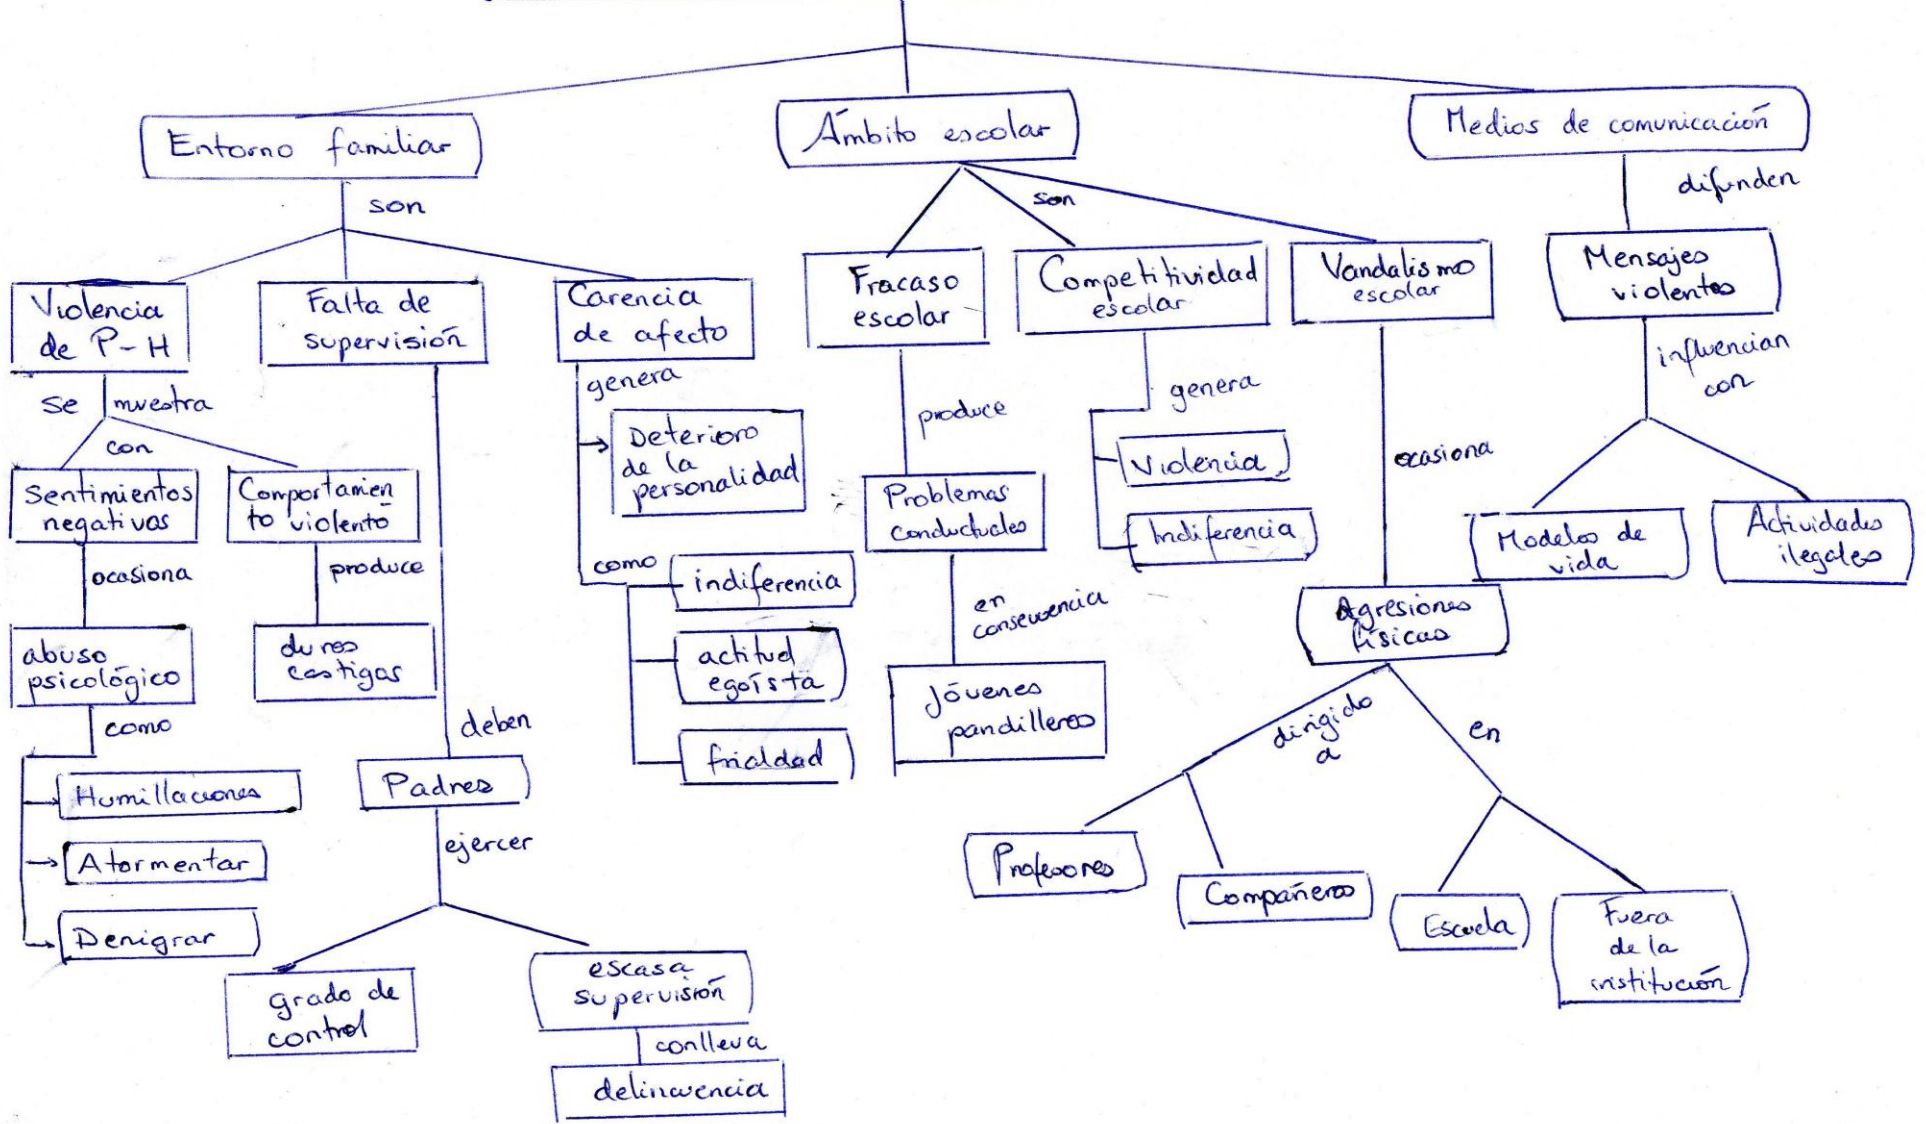 Entorno familiar
Ámbito escolar
Medios de comunicación
son
son
difunden
Violencia
de P-H
Falta de
supervisión
Carencia
de afecto
Fracaso
escolar
Competitividad
escolar
Vandalismo
escolar
Mensajes
violentos
se muestra
con
genera
produce
genera
ocasiona
influencian
con
Sentimientos
negativos
Comportamien
to violento
Deterioro
de la
personalidad
Problemas
conductuales
Violencia
Indiferencia
Modelos de
vida
Actividades
ilegales
ocasiona
produce
como
indiferencia
actitud
egoísta
frialdad
en
consecuencia
Agresiones
físicas
abuso
psicológico
duros
castigos
Jóvenes
pandilleros
como
deben
dirigido
a
en
Humillaciones
Atormentar
Denigrar
Padres
ejercer
Profesores
Compañeros
Escuela
Fuera
de la
institución
grado de
control
escasa
supervisión
conlleva
delincuencia